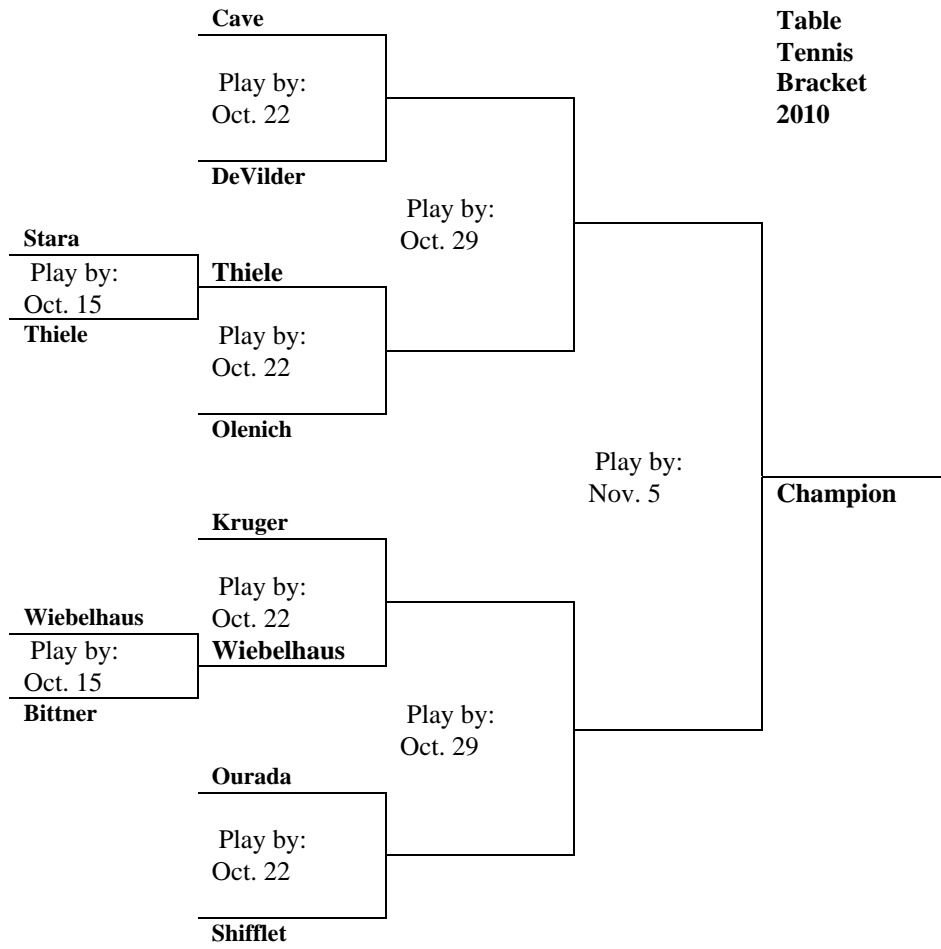 Cave
Table
Tennis
Bracket
2010
Play by:
Oct. 22
DeVilder
Play by:
Oct. 29
Stara
Play by:
Oct. 15
Thiele
Thiele
Play by:
Oct. 22
Olenich
Play by:
Nov. 5
Champion
Kruger
Play by:
Oct. 22
Wiebelhaus
Wiebelhaus
Play by:
Oct. 15
Bittner
Play by:
Oct. 29
Ourada
Play by:
Oct. 22
Shifflet